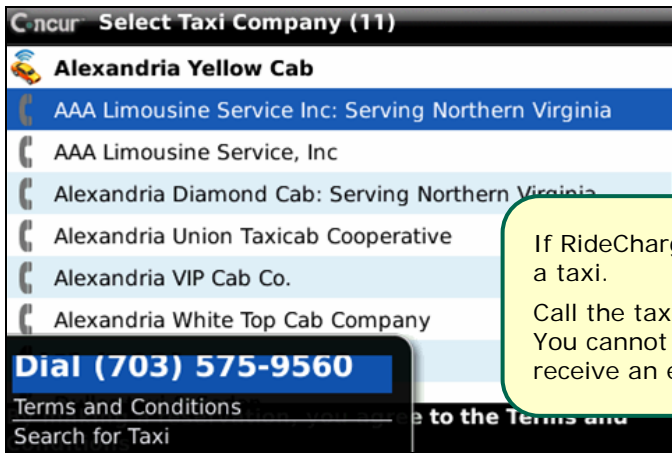 Concur Select Taxi Company (11)
Alexandria Yellow Cab
AAA Limousine Service Inc: Serving Northern Virginia
AAA Limousine Service, Inc
Alexandria Diamond Cab: Serving Northern Virginia
Alexandria Union Taxicab Cooperative
Alexandria VIP Cab Co.
Alexandria White Top Cab Company
If RideCharg
a taxi.
Call the tax
You cannot
receive an e
Dial (703) 575-9560
Terms and Conditions
Search for Taxi
you agree to the Terms and